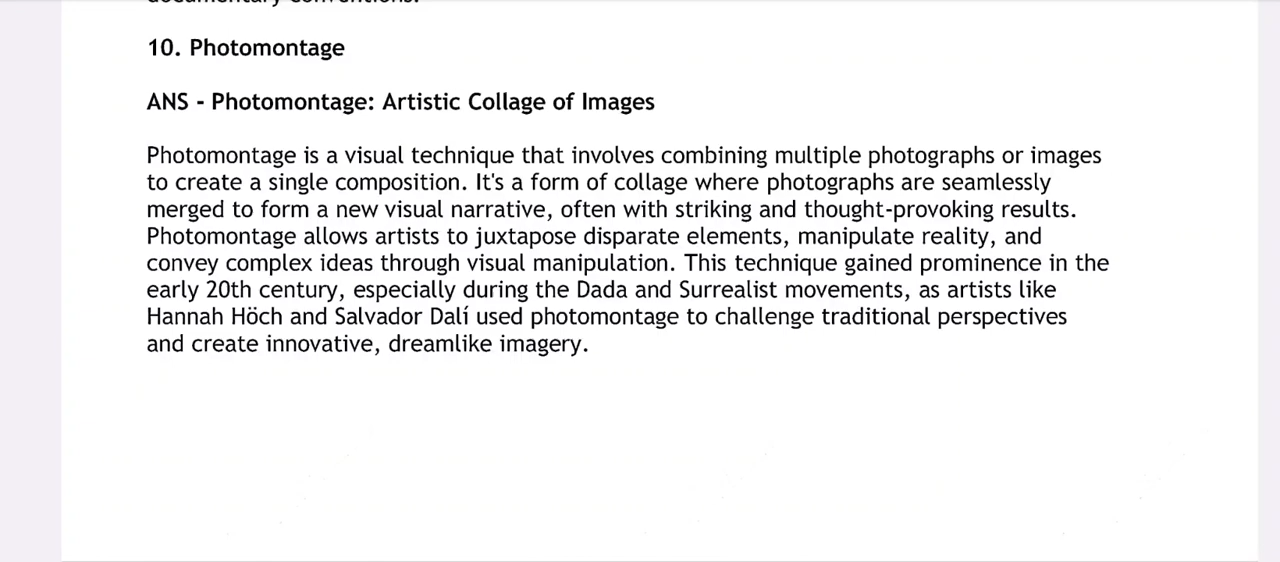 10. Photomontage
ANS - Photomontage: Artistic Collage of Images
Photomontage is a visual technique that involves combining multiple photographs or images
to create a single composition. It's a form of collage where photographs are seamlessly
merged to form a new visual narrative, often with striking and thought-provoking results.
Photomontage allows artists to juxtapose disparate elements, manipulate reality, and
convey complex ideas through visual manipulation. This technique gained prominence in the
early 20th century, especially during the Dada and Surrealist movements, as artists like
Hannah Höch and Salvador Dalí used photomontage to challenge traditional perspectives
and create innovative, dreamlike imagery.